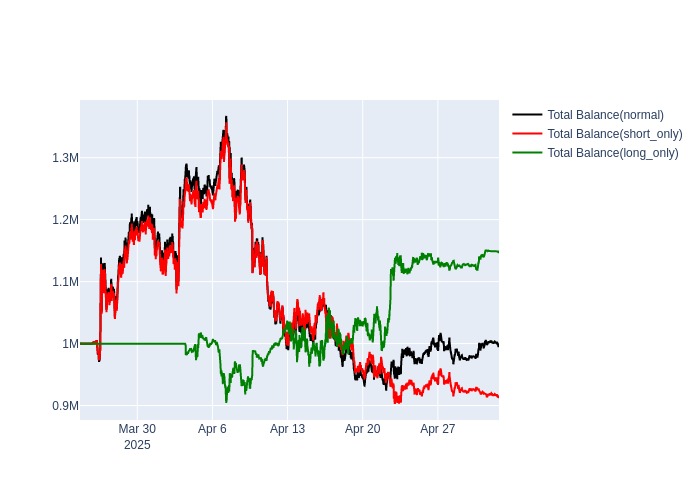 Total Balance(normal)
Total Balance(short_only)
Total Balance(long_only)
1.3M
1.2M
1.1M
1M
0.9M
Mar 30
2025
Apr 6
Apr 13
Apr 20
Apr 27